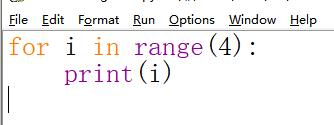 File Edit Format Run Options Window Help
for i in range(4):
    print(i)